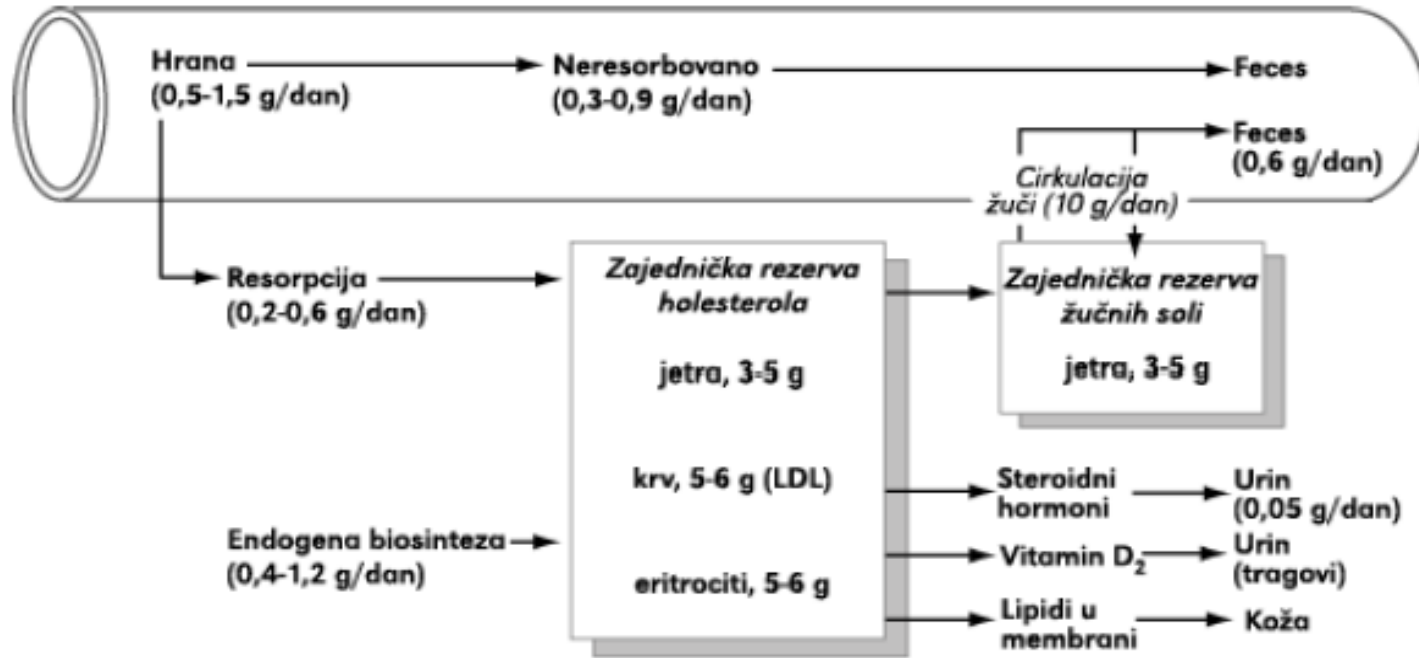 Hrana
(0,5-1,5 g/dan)
Neresorbovano
(0,3-0,9 g/dan)
Feces
Feces
(0,6 g/dan)
Cirkulacija
žuči (10 g/dan)
Resorpcija
(0,2-0,6 g/dan)
Zajednička rezerva
holesterola
jetra, 3-5 g
krv, 5-6 g (LDL)
eritrociti, 5-6 g
Zajednička rezerva
žučnih soli
jetra, 3-5 g
Endogena biosinteza
(0,4-1,2 g/dan)
Steroidni
hormoni
Urin
(0,05 g/dan)
Vitamin D₂
Urin
(tragovi)
Lipidi u
membrani
Koža